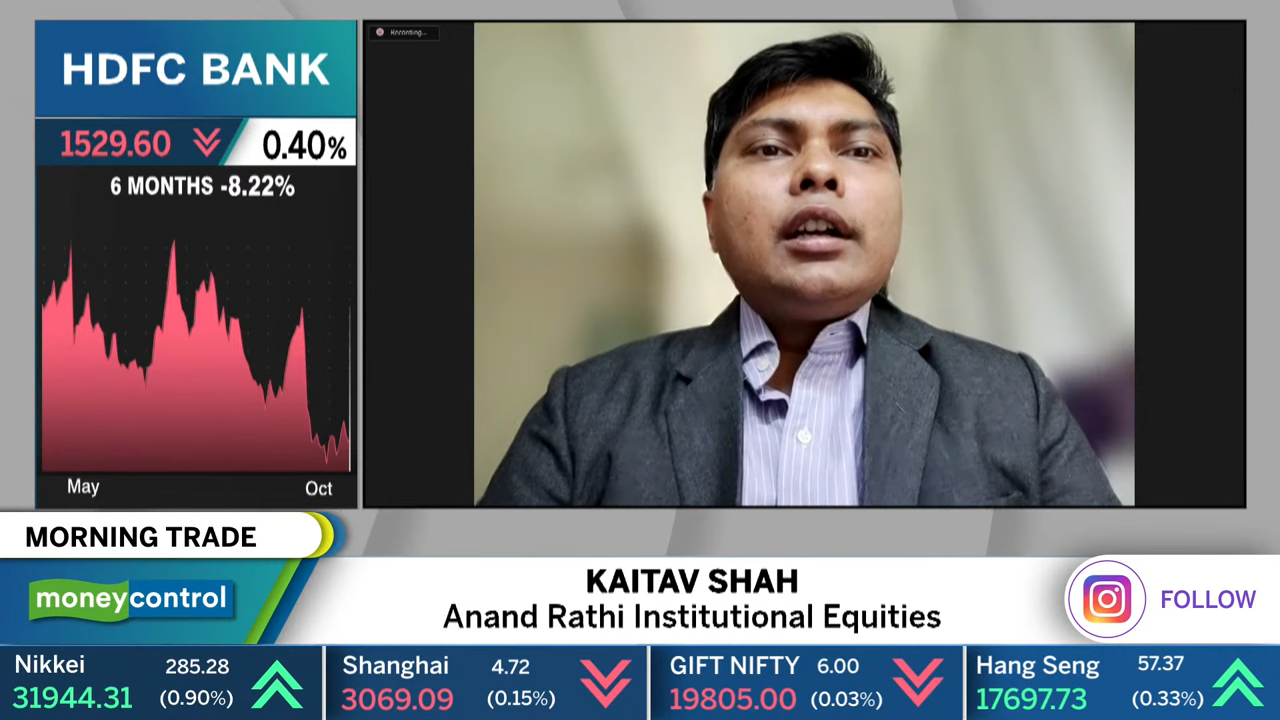 HDFC BANK
1529.60 0.40%
6 MONTHS -8.22%
May Oct
Recording...
MORNING TRADE
moneycontrol
KAITAV SHAH
Anand Rathi Institutional Equities
FOLLOW
Nikkei 285.28
31944.31 (0.90%)
Shanghai 4.72
3069.09 (0.15%)
GIFT NIFTY 6.00
19805.00 (0.03%)
Hang Seng 57.37
17697.73 (0.33%)